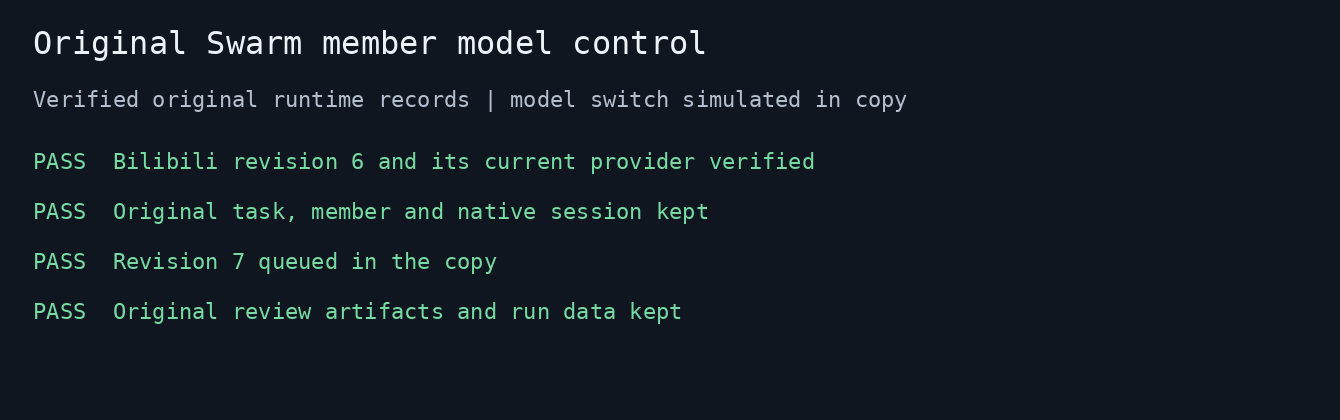 Original Swarm member model control
Verified original runtime records | model switch simulated in copy
PASS  Bilibili revision 6 and its current provider verified
PASS  Original task, member and native session kept
PASS  Revision 7 queued in the copy
PASS  Original review artifacts and run data kept